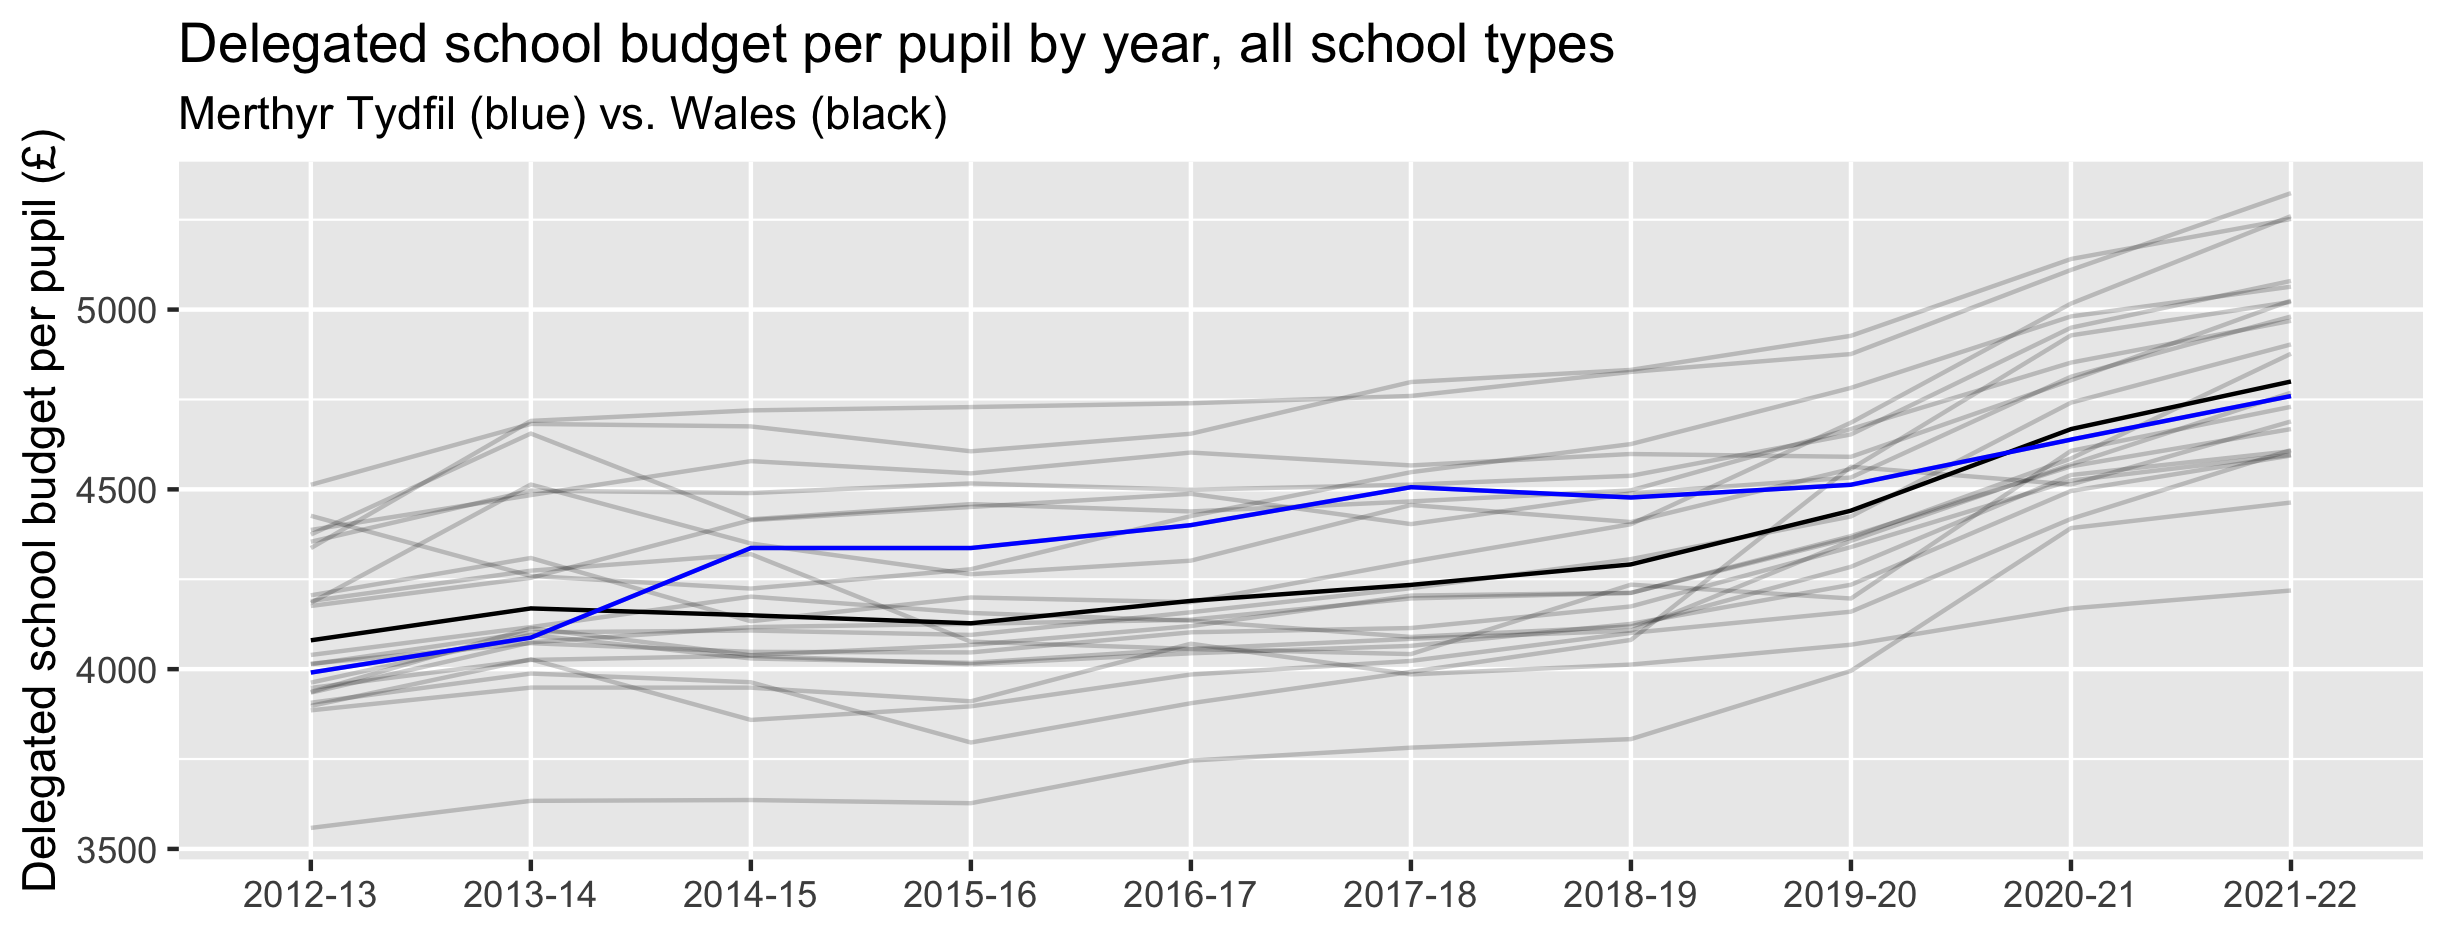 Delegated school budget per pupil by year, all school types
Merthyr Tydfil (blue) vs. Wales (black)
Delegated school budget per pupil (£)
5000
4500
4000
3500
2012-13 2013-14 2014-15 2015-16 2016-17 2017-18 2018-19 2019-20 2020-21 2021-22